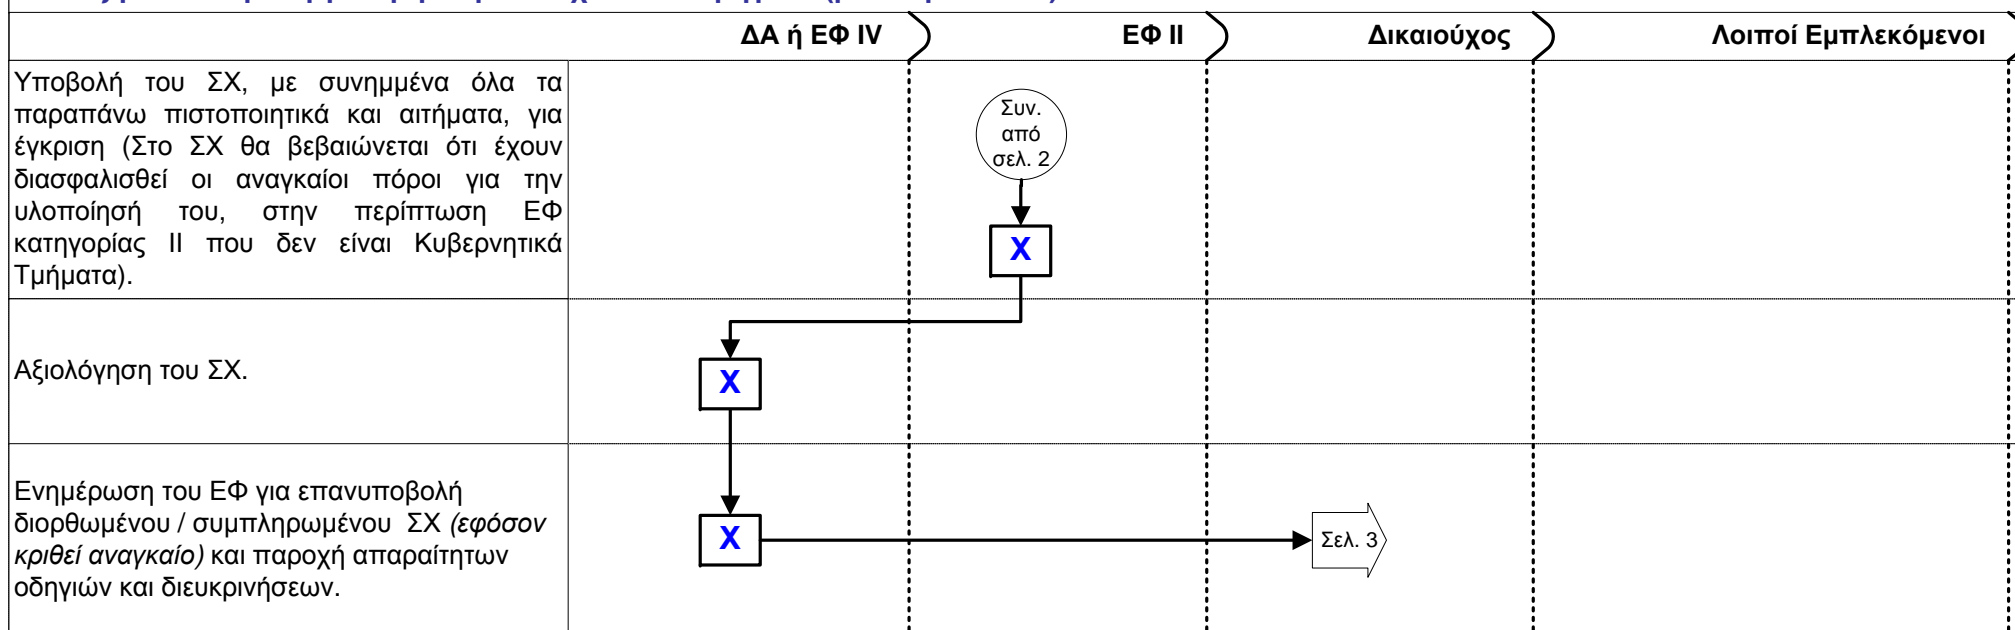 ΔΑ ή ΕΦ IV
ΕΦ ΙΙ
Δικαιούχος
Λοιποί Εμπλεκόμενοι
Υποβολή του ΣΧ, με συνημμένα όλα τα
παραπάνω πιστοποιητικά και αιτήματα, για
έγκριση (Στο ΣΧ θα βεβαιώνεται ότι έχουν
διασφαλισθεί οι αναγκαίοι πόροι για την
υλοποίησή του, στην περίπτωση ΕΦ
κατηγορίας ΙΙ που δεν είναι Κυβερνητικά
Τμήματα).
Συν.
από
σελ. 2
X
Αξιολόγηση του ΣΧ.
X
Ενημέρωση του ΕΦ για επανυποβολή
διορθωμένου / συμπληρωμένου ΣΧ (εφόσον
κριθεί αναγκαίο) και παροχή απαραίτητων
οδηγιών και διευκρινήσεων.
X
Σελ. 3